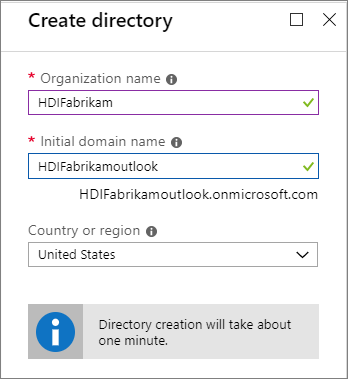 Create directory
* Organization name
HDIFabrikam
* Initial domain name
HDIFabrikamoutlook
HDIFabrikamoutlook.onmicrosoft.com
Country or region
United States
Directory creation will take about
one minute.